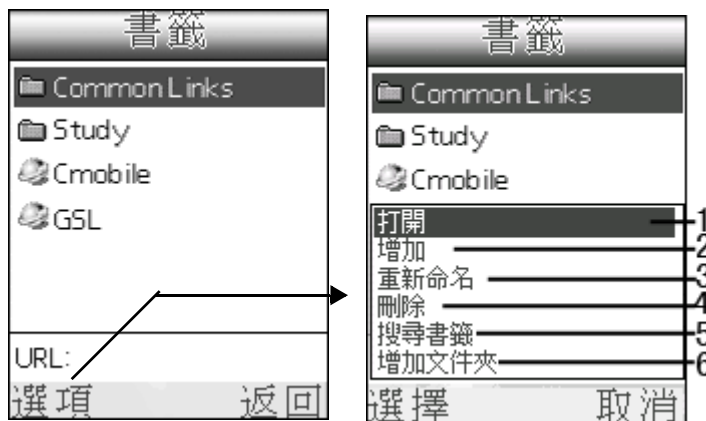 書籤
Common Links
Study
Cmobile
GSL
URL:
選項 返回
書籤
Common Links
Study
Cmobile
打開 1
增加 2
重新命名 3
刪除 4
搜尋書籤 5
增加文件夾 6
選擇 取消